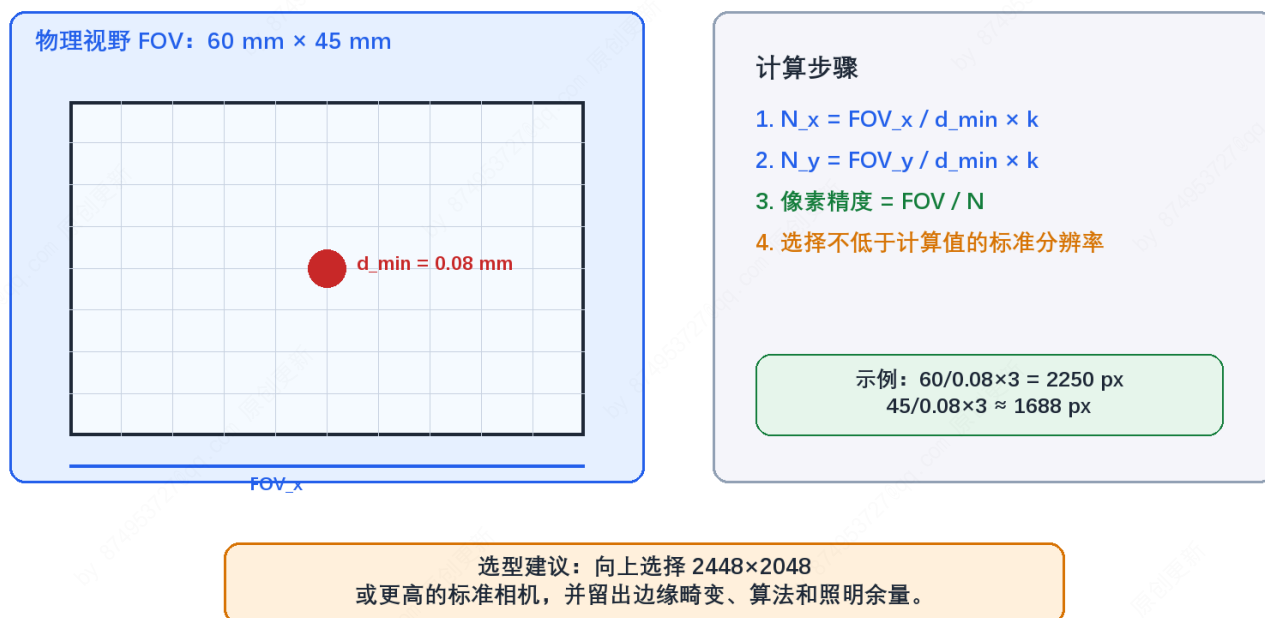 物理视野 FOV：60 mm × 45 mm
d_min = 0.08 mm
FOV_x
计算步骤
1. N_x = FOV_x / d_min × k
2. N_y = FOV_y / d_min × k
3. 像素精度 = FOV / N
4. 选择不低于计算值的标准分辨率
示例：60/0.08×3 = 2250 px
45/0.08×3 ≈ 1688 px
选型建议：向上选择 2448×2048
或更高的标准相机，并留出边缘畸变、算法和照明余量。